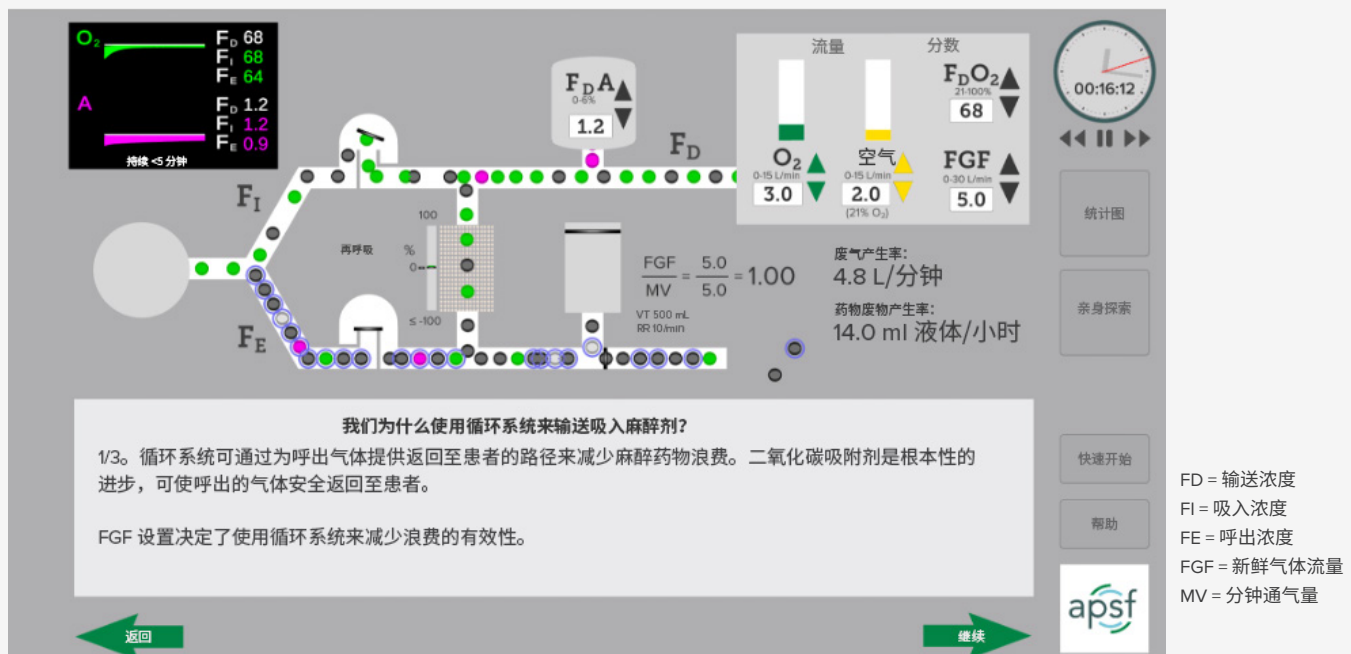 O₂
F_D 68
F_I 68
F_E 64
A
F_D 1.2
F_I 1.2
F_E 0.9
持续 <5 分钟
F_D A
0-6%
1.2
F_D
流量
分数
O₂
0-15 L/min
3.0
空气
0-15 L/min
2.0
(21% O₂)
F_D O₂
21-100%
68
FGF
0-30 L/min
5.0
00:16:12
统计图
亲身探索
快速开始
帮助
apsf
F_I
再呼吸
100
%
0
≤ -100
F_E
FGF/MV = 5.0/5.0 = 1.00
VT 500 mL
RR 10/min
废气产生率:
4.8 L/分钟
药物废物产生率:
14.0 ml 液体/小时
我们为什么使用循环系统来输送吸入麻醉剂?
1/3。循环系统可通过为呼出气体提供返回至患者的路径来减少麻醉药物浪费。二氧化碳吸附剂是根本性的
进步，可使呼出的气体安全返回至患者。
FGF 设置决定了使用循环系统来减少浪费的有效性。
返回
继续
FD = 输送浓度
FI = 吸入浓度
FE = 呼出浓度
FGF = 新鲜气体流量
MV = 分钟通气量